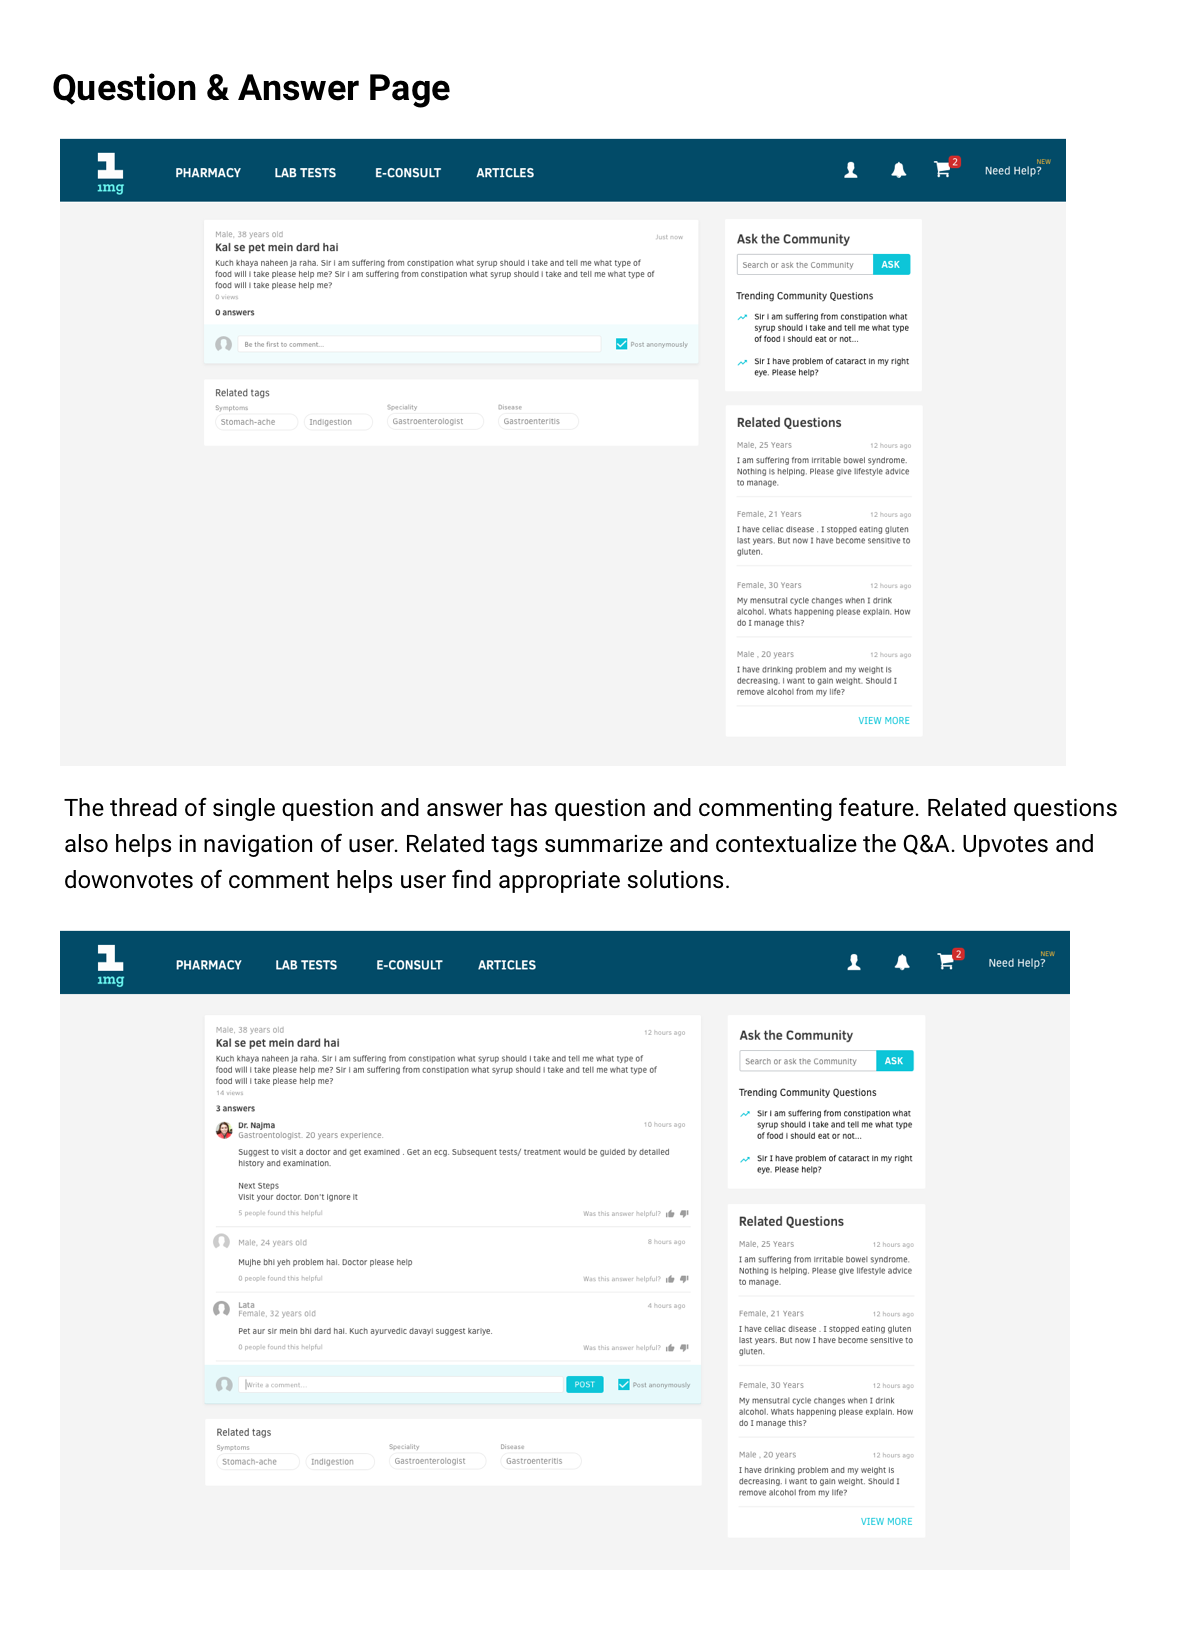 Question & Answer Page
1mg
PHARMACY LAB TESTS E-CONSULT ARTICLES
2
Need Help?
NEW
Male, 38 years old
Just now
Kal se pet mein dard hai
Kuch khaya naheen ja raha. Sir i am suffering from constipation what syrup should i take and tell me what type of
food will i take please help me? Sir i am suffering from constipation what syrup should i take and tell me what type of
food will i take please help me?
0 views
0 answers
Be the first to comment...
Post anonymously
Related tags
Symptoms Speciality Disease
Stomach-ache Indigestion Gastroenterologist Gastroenteritis
Ask the Community
Search or ask the Community
ASK
Trending Community Questions
Sir i am suffering from constipation what
syrup should i take and tell me what type
of food i should eat or not...
Sir I have problem of cataract in my right
eye. Please help?
Related Questions
Male, 25 Years 12 hours ago
I am suffering from irritable bowel syndrome.
Nothing is helping. Please give lifestyle advice
to manage.
Female, 21 Years 12 hours ago
I have celiac disease . I stopped eating gluten
last years. But now I have become sensitive to
gluten.
Female, 30 Years 12 hours ago
My mensutral cycle changes when I drink
alcohol. Whats happening please explain. How
do I manage this?
Male , 20 years 12 hours ago
I have drinking problem and my weight is
decreasing. i want to gain weight. Should I
remove alcohol from my life?
VIEW MORE
The thread of single question and answer has question and commenting feature. Related questions
also helps in navigation of user. Related tags summarize and contextualize the Q&A. Upvotes and
dowonvotes of comment helps user find appropriate solutions.
1mg
PHARMACY LAB TESTS E-CONSULT ARTICLES
2
Need Help?
NEW
Male, 38 years old
12 hours ago
Kal se pet mein dard hai
Kuch khaya naheen ja raha. Sir i am suffering from constipation what syrup should i take and tell me what type of
food will i take please help me? Sir i am suffering from constipation what syrup should i take and tell me what type of
food will i take please help me?
14 views
3 answers
Dr. Najma 10 hours ago
Gastroentologist. 20 years experience.
Suggest to visit a doctor and get examined . Get an ecg. Subsequent tests/ treatment would be guided by detailed
history and examination.
Next Steps
Visit your doctor. Don't ignore it
5 people found this helpful Was this answer helpful?
Male, 24 years old 8 hours ago
Mujhe bhi yeh problem hai. Doctor please help
0 people found this helpful Was this answer helpful?
Lata 4 hours ago
Female, 32 years old
Pet aur sir mein bhi dard hai. Kuch ayurvedic davayi suggest kariye.
0 people found this helpful Was this answer helpful?
Write a comment...
POST
Post anonymously
Related tags
Symptoms Speciality Disease
Stomach-ache Indigestion Gastroenterologist Gastroenteritis
Ask the Community
Search or ask the Community
ASK
Trending Community Questions
Sir i am suffering from constipation what
syrup should i take and tell me what type
of food i should eat or not...
Sir I have problem of cataract in my right
eye. Please help?
Related Questions
Male, 25 Years 12 hours ago
I am suffering from irritable bowel syndrome.
Nothing is helping. Please give lifestyle advice
to manage.
Female, 21 Years 12 hours ago
I have celiac disease . I stopped eating gluten
last years. But now I have become sensitive to
gluten.
Female, 30 Years 12 hours ago
My mensutral cycle changes when I drink
alcohol. Whats happening please explain. How
do I manage this?
Male , 20 years 12 hours ago
I have drinking problem and my weight is
decreasing. i want to gain weight. Should I
remove alcohol from my life?
VIEW MORE